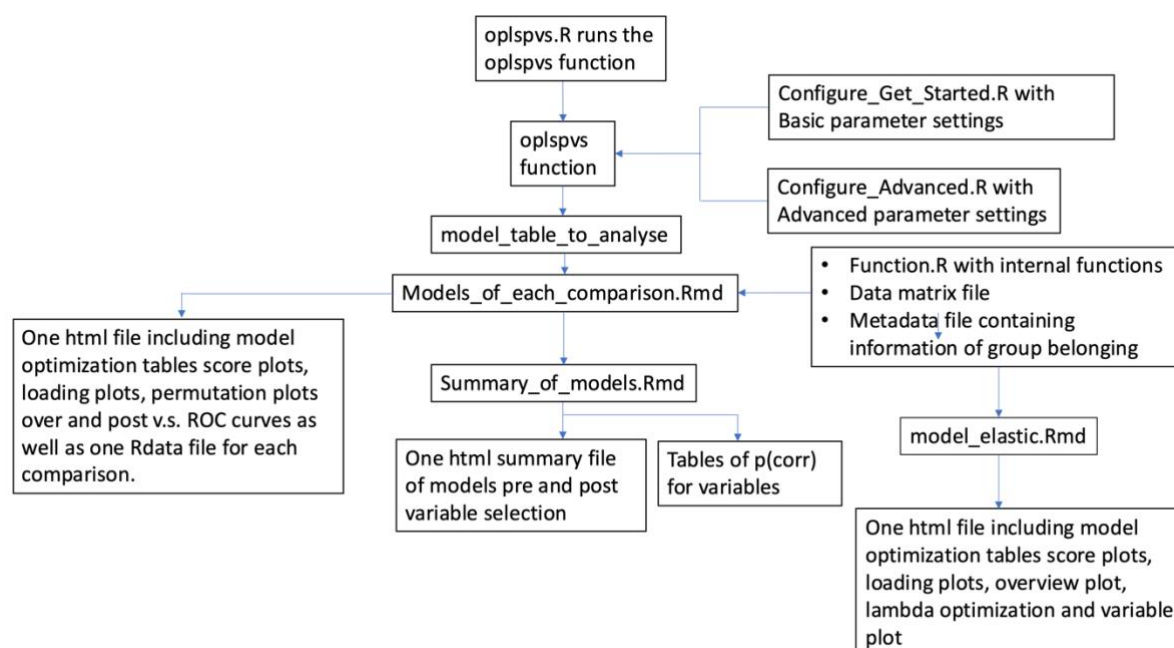 oplspvs.R runs the
oplspvs function
Configure_Get_Started.R with
Basic parameter settings
oplspvs
function
Configure_Advanced.R with
Advanced parameter settings
model_table_to_analyse
• Function.R with internal functions
• Data matrix file
• Metadata file containing
information of group belonging
Models_of_each_comparison.Rmd
One html file including model
optimization tables score plots,
loading plots, permutation plots
over and post v.s. ROC curves as
well as one Rdata file for each
comparison.
Summary_of_models.Rmd
model_elastic.Rmd
One html summary file
of models pre and post
variable selection
Tables of p(corr)
for variables
One html file including model
optimization tables score plots,
loading plots, overview plot,
lambda optimization and variable
plot